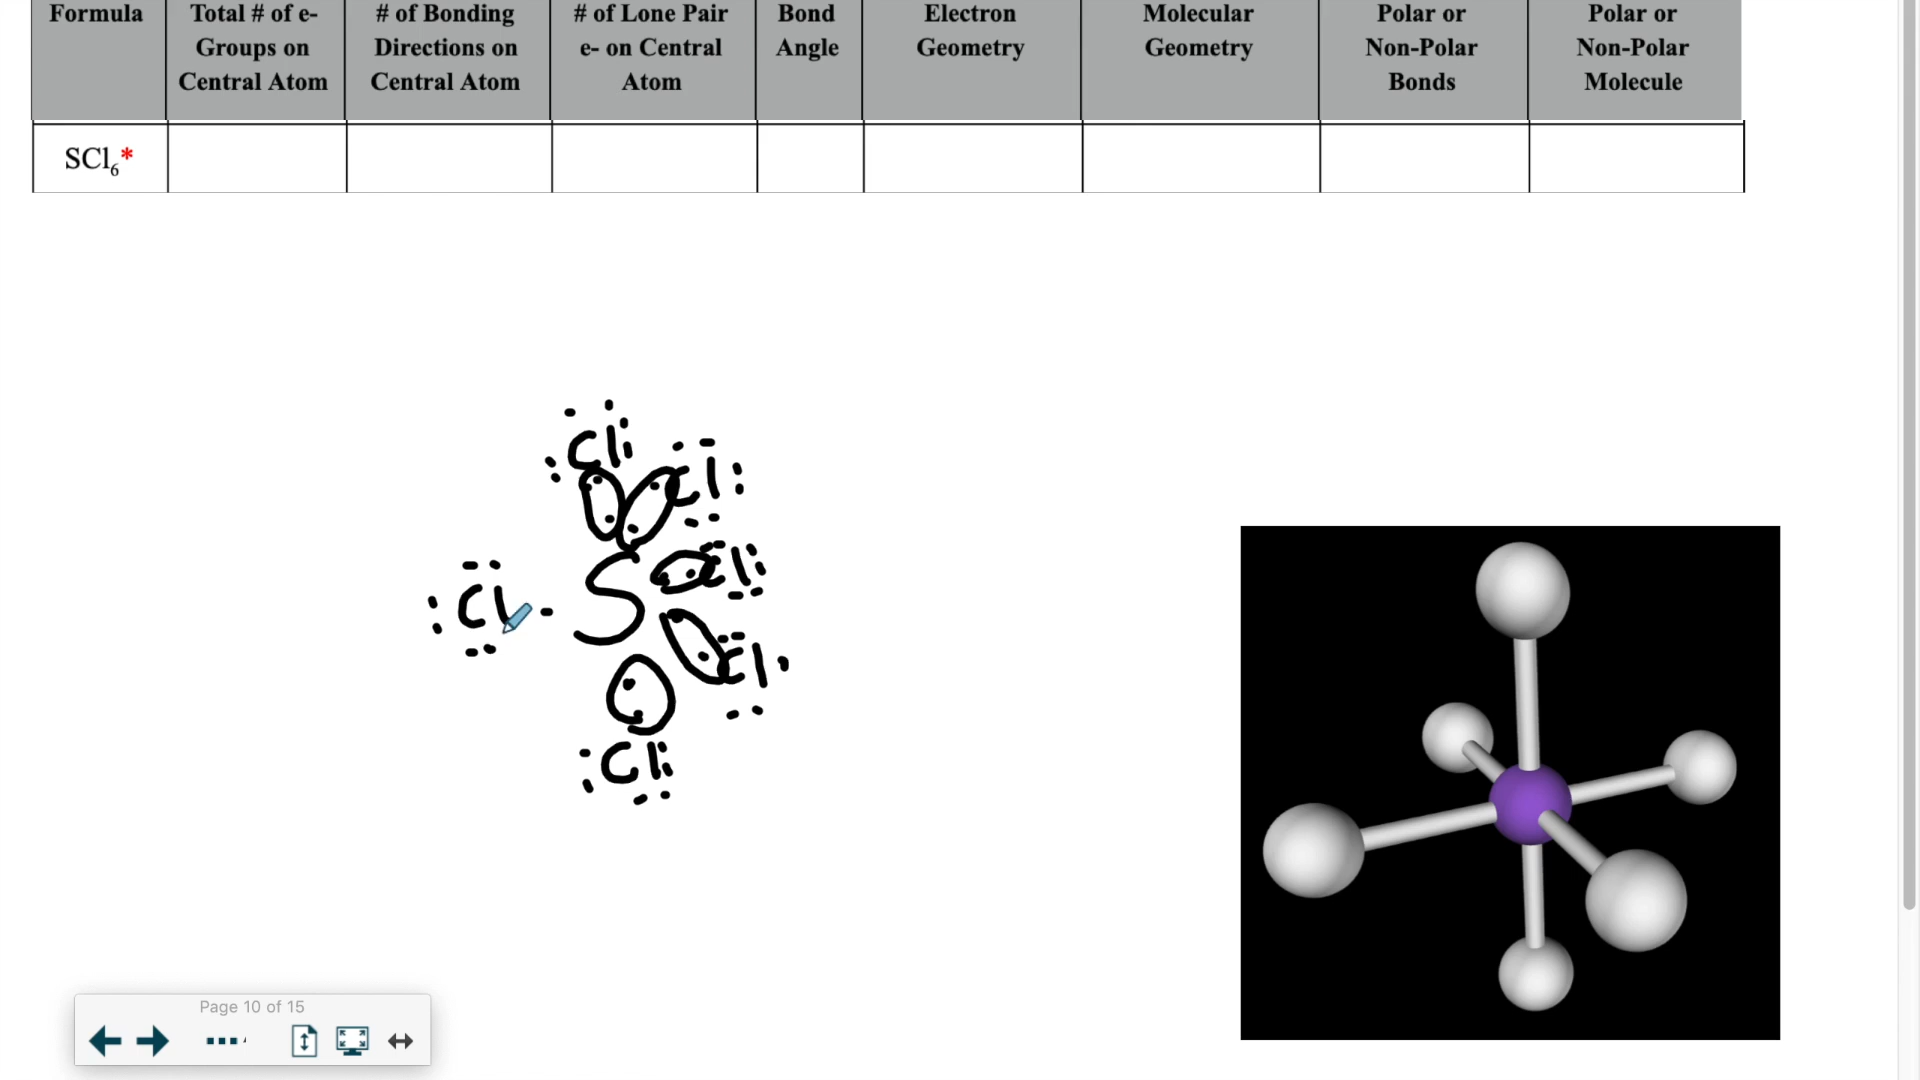 Formula
Total # of e-
Groups on
Central Atom
# of Bonding
Directions on
Central Atom
# of Lone Pair
e- on Central
Atom
Bond
Angle
Electron
Geometry
Molecular
Geometry
Polar or
Non-Polar
Bonds
Polar or
Non-Polar
Molecule
SCl₆*
Cl
Cl
Cl
Cl S
Cl
Cl
Page 10 of 15